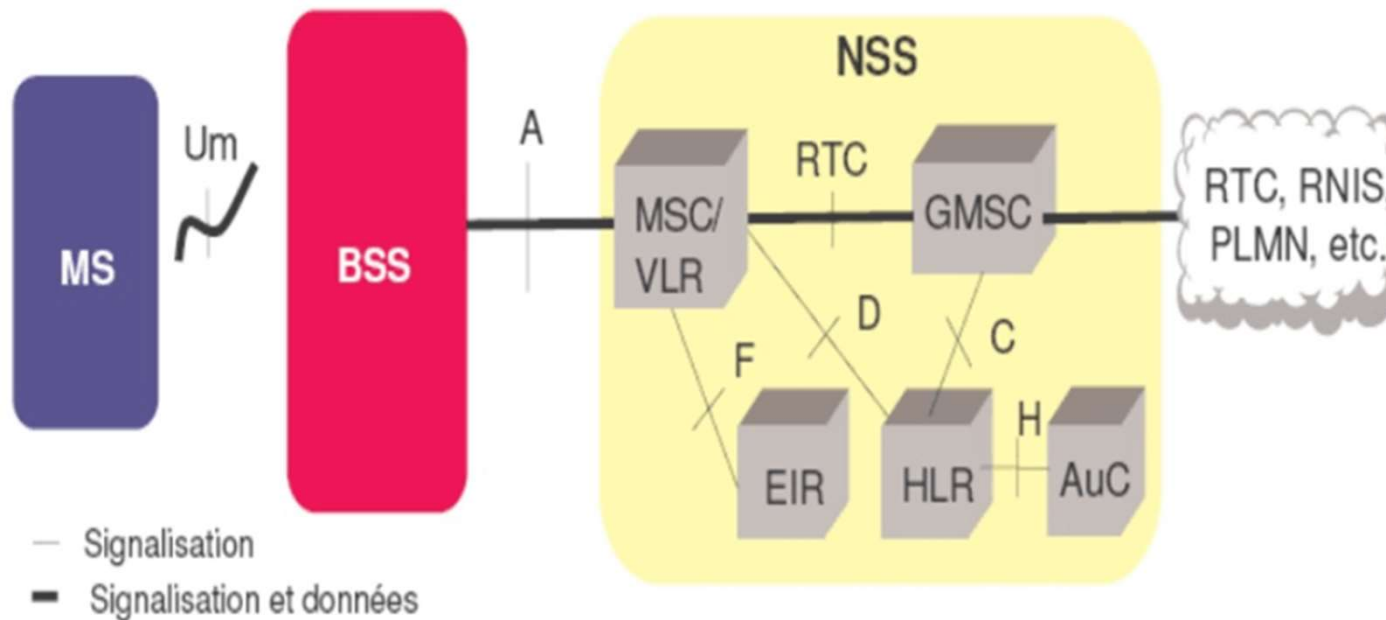 NSS
A
Um
RTC
RTC, RNIS,
PLMN, etc.
MSC/
VLR
GMSC
MS
BSS
D
C
F
H
EIR
HLR
AuC
Signalisation
Signalisation et données